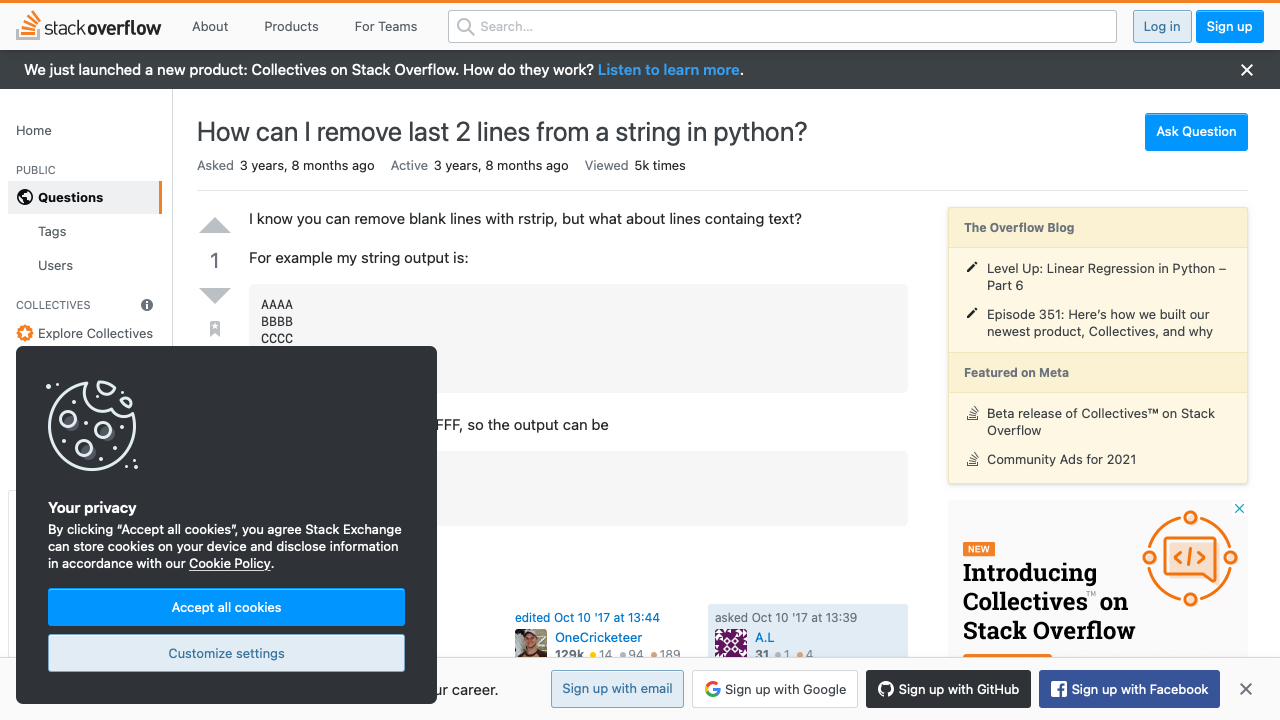 stackoverflow
About
Products
For Teams
Search...
Log in
Sign up
We just launched a new product: Collectives on Stack Overflow. How do they work? Listen to learn more.
Home
PUBLIC
Questions
Tags
Users
COLLECTIVES
Explore Collectives
How can I remove last 2 lines from a string in python?
Ask Question
Asked 3 years, 8 months ago Active 3 years, 8 months ago Viewed 5k times
1
I know you can remove blank lines with rstrip, but what about lines containg text?
For example my string output is:
AAAA
BBBB
CCCC
FFF, so the output can be
edited Oct 10 '17 at 13:44
OneCricketeer
129k 14 94 189
asked Oct 10 '17 at 13:39
A.L
31 1 4
The Overflow Blog
Level Up: Linear Regression in Python –
Part 6
Episode 351: Here’s how we built our
newest product, Collectives, and why
Featured on Meta
Beta release of Collectives™ on Stack
Overflow
Community Ads for 2021
NEW
Introducing
Collectives™ on
Stack Overflow
Your privacy
By clicking “Accept all cookies”, you agree Stack Exchange
can store cookies on your device and disclose information
in accordance with our Cookie Policy.
Accept all cookies
Customize settings
ur career.
Sign up with email
Sign up with Google
Sign up with GitHub
Sign up with Facebook